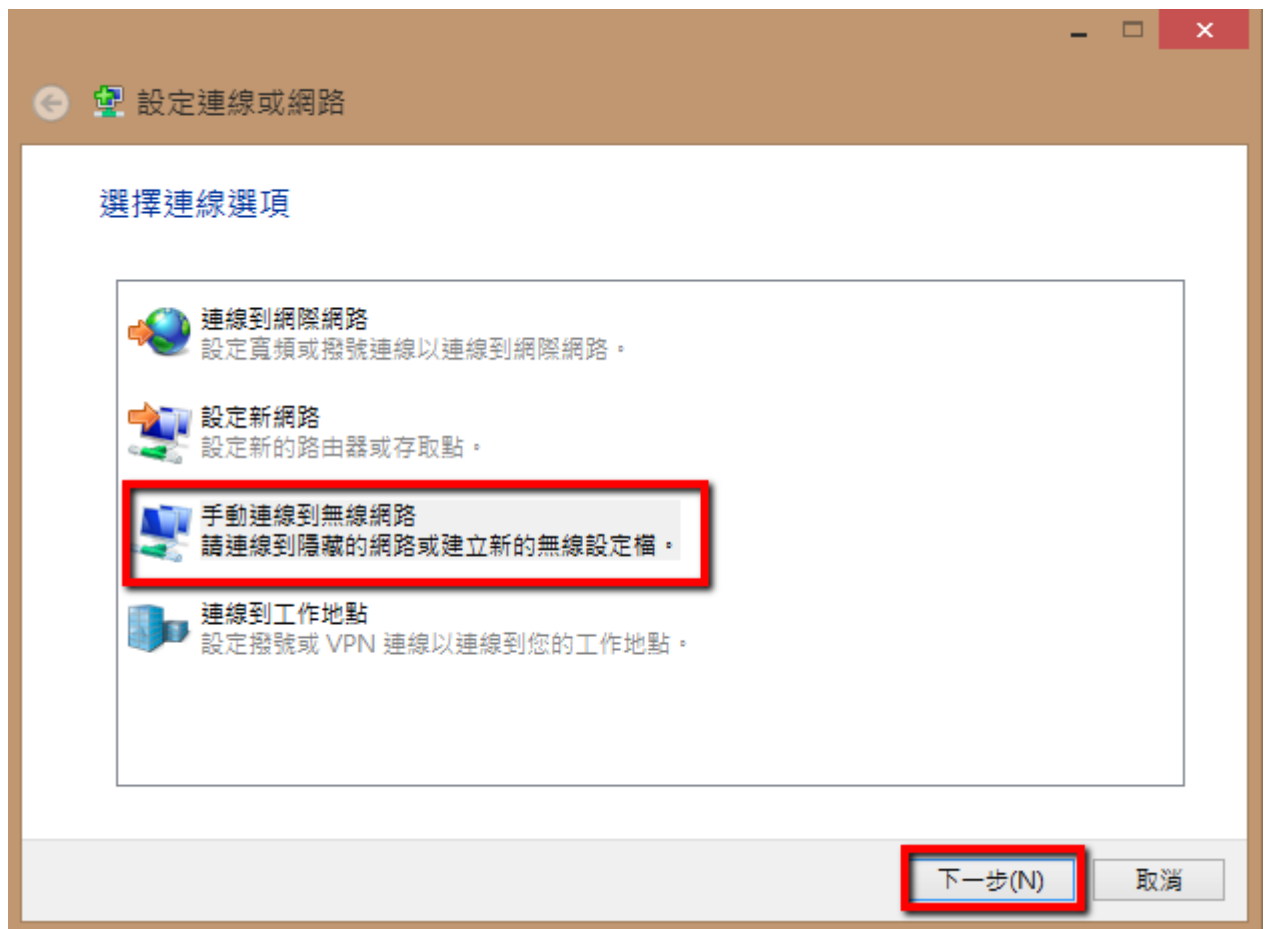 設定連線或網路
選擇連線選項
連線到網際網路
設定寬頻或撥號連線以連線到網際網路。
設定新網路
設定新的路由器或存取點。
手動連線到無線網路
請連線到隱藏的網路或建立新的無線設定檔。
連線到工作地點
設定撥號或 VPN 連線以連線到您的工作地點。
下一步(N)
取消